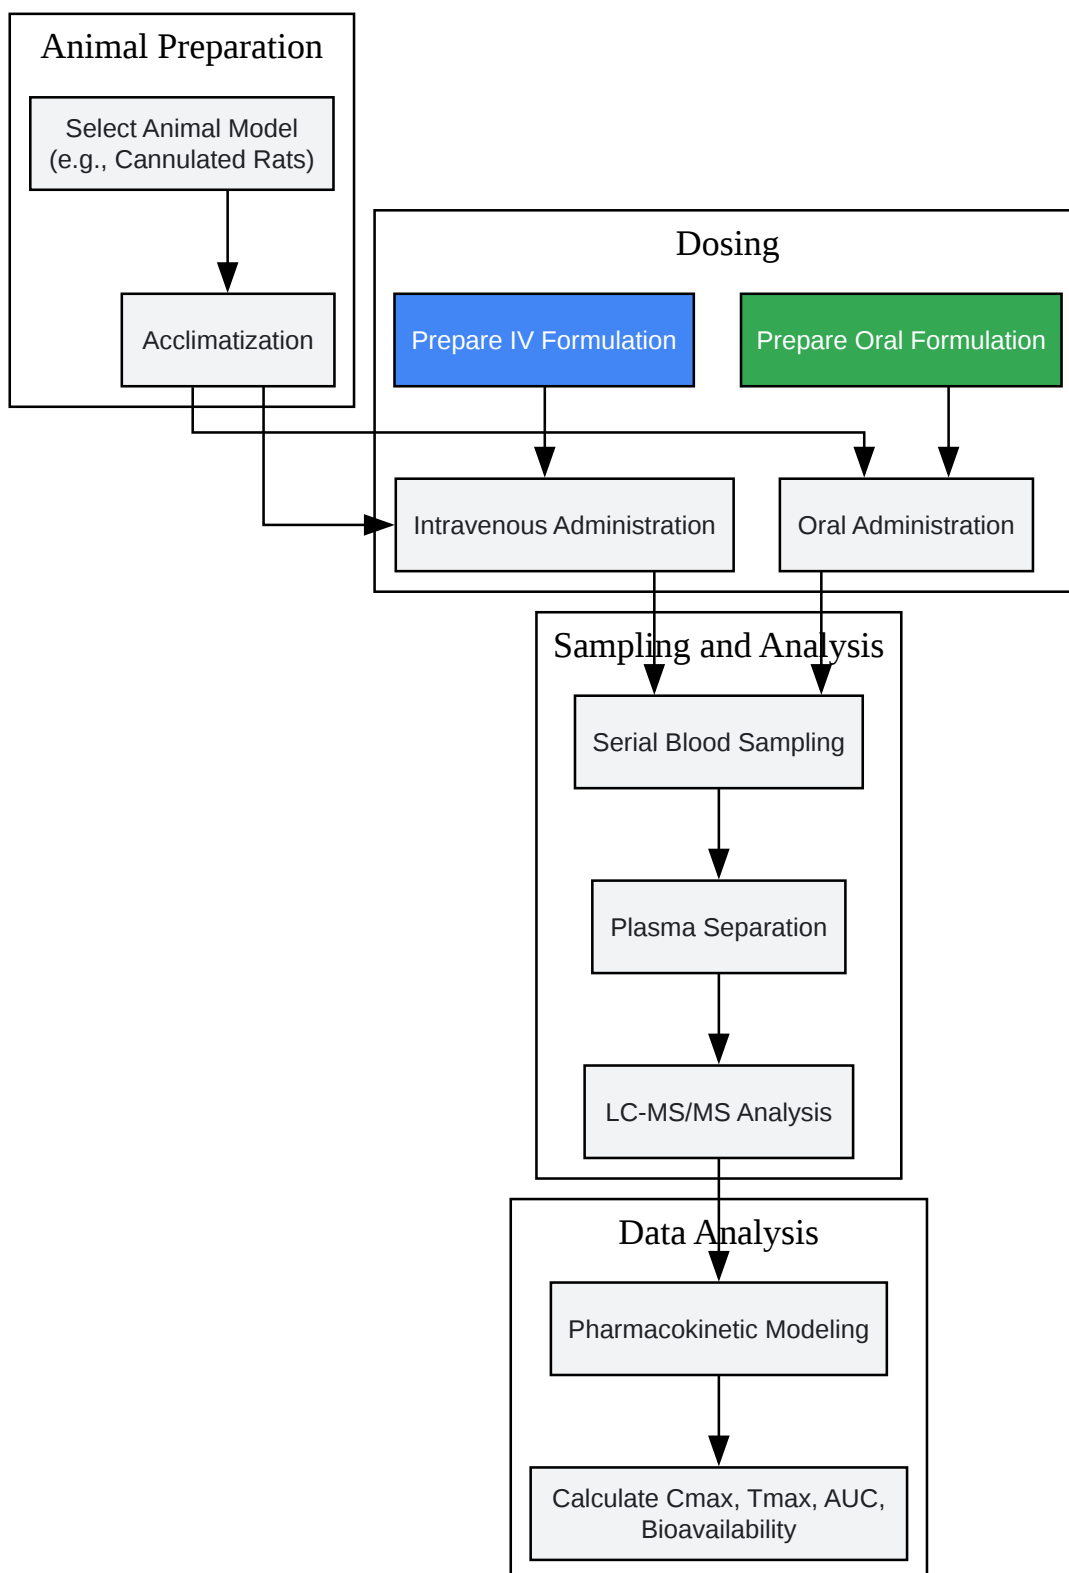 Animal Preparation
Select Animal Model
(e.g., Cannulated Rats)
Acclimatization
Dosing
Prepare IV Formulation
Prepare Oral Formulation
Intravenous Administration
Oral Administration
Sampling and Analysis
Serial Blood Sampling
Plasma Separation
LC-MS/MS Analysis
Data Analysis
Pharmacokinetic Modeling
Calculate Cmax, Tmax, AUC,
Bioavailability